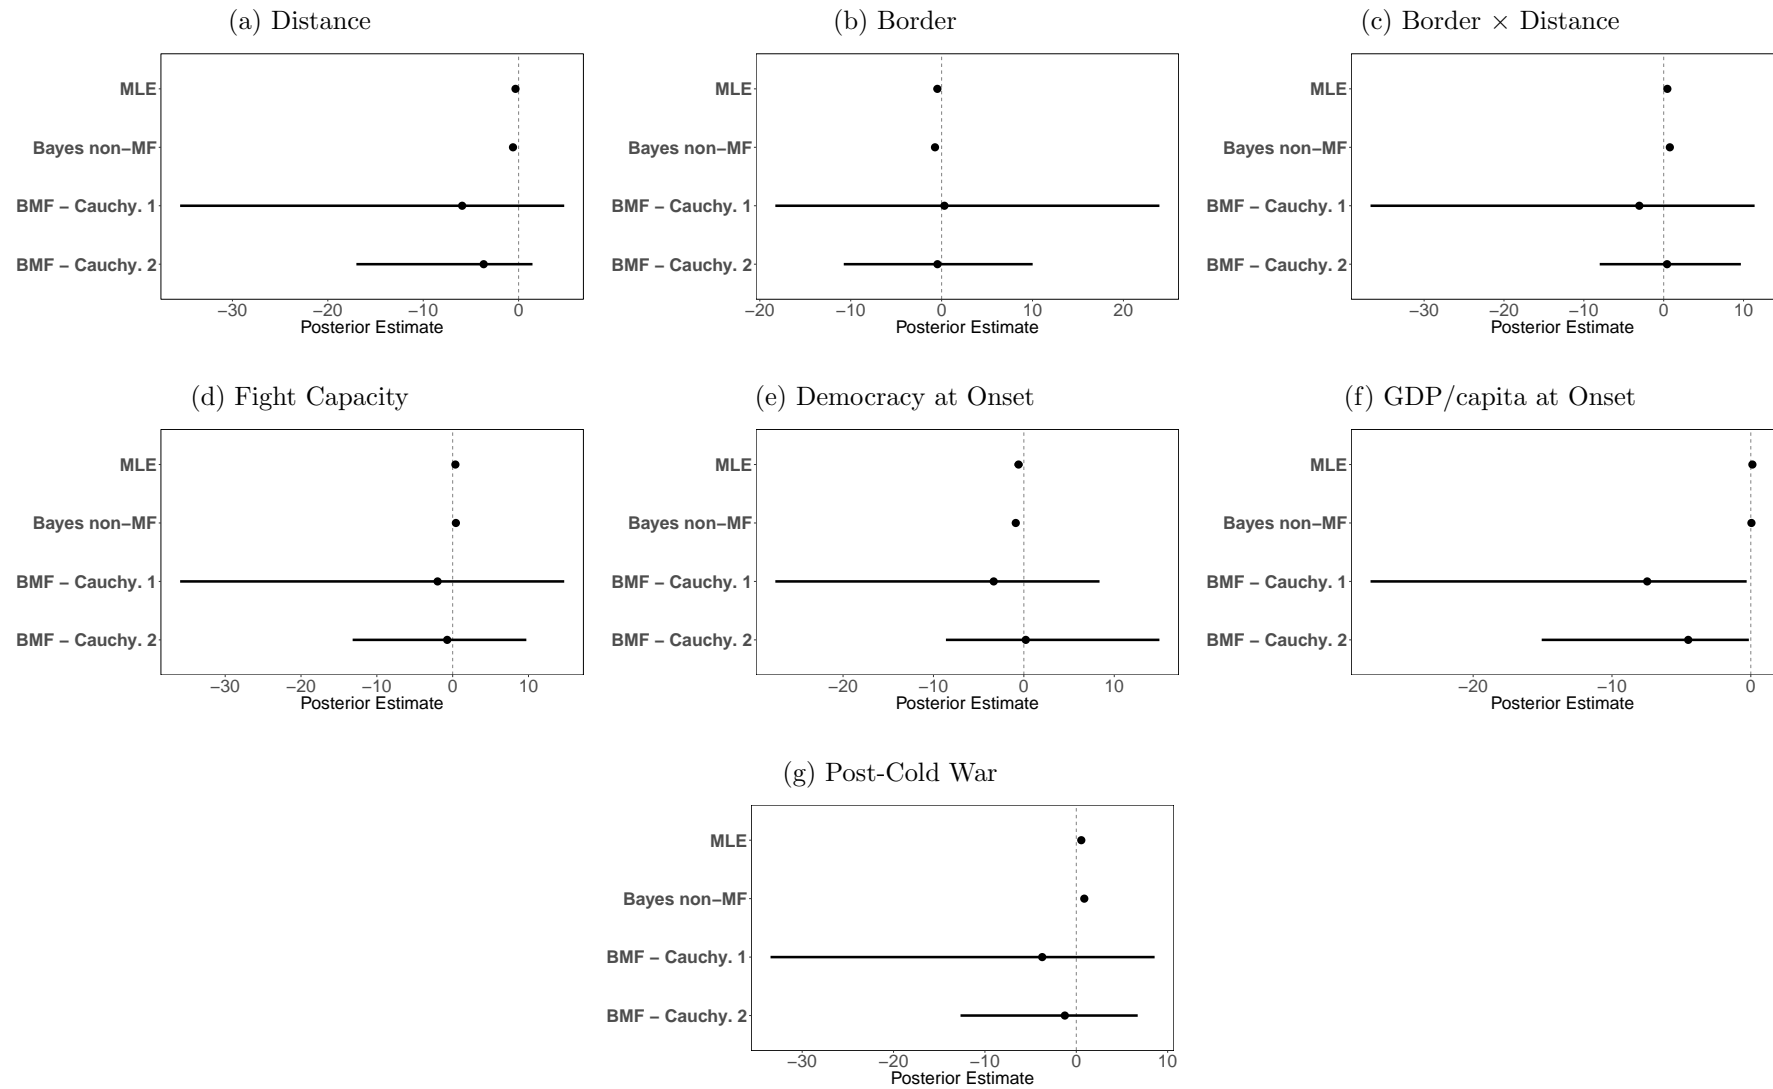 (a) Distance
MLE
Bayes non−MF
BMF − Cauchy. 1
BMF − Cauchy. 2
−30 −20 −10 0
Posterior Estimate
(b) Border
MLE
Bayes non−MF
BMF − Cauchy. 1
BMF − Cauchy. 2
−20 −10 0 10 20
Posterior Estimate
(c) Border × Distance
MLE
Bayes non−MF
BMF − Cauchy. 1
BMF − Cauchy. 2
−30 −20 −10 0 10
Posterior Estimate
(d) Fight Capacity
MLE
Bayes non−MF
BMF − Cauchy. 1
BMF − Cauchy. 2
−30 −20 −10 0 10
Posterior Estimate
(e) Democracy at Onset
MLE
Bayes non−MF
BMF − Cauchy. 1
BMF − Cauchy. 2
−20 −10 0 10
Posterior Estimate
(f) GDP/capita at Onset
MLE
Bayes non−MF
BMF − Cauchy. 1
BMF − Cauchy. 2
−20 −10 0
Posterior Estimate
(g) Post-Cold War
MLE
Bayes non−MF
BMF − Cauchy. 1
BMF − Cauchy. 2
−30 −20 −10 0 10
Posterior Estimate